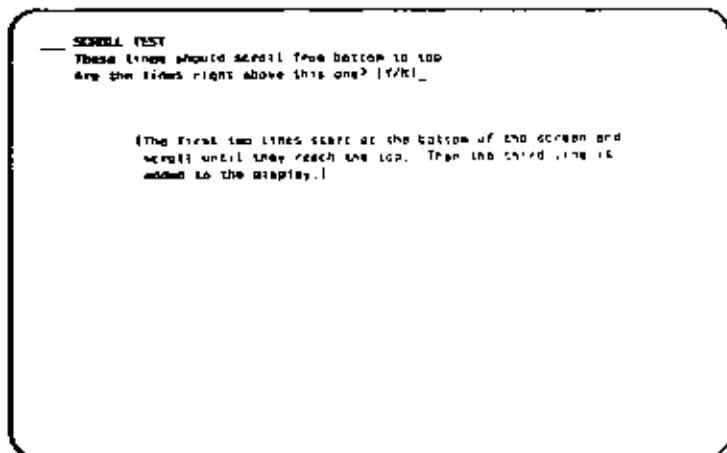 SCROLL TEST
These lines should scroll from bottom to top
Are the lines right above this one? [Y/N]_
[The first two lines start at the bottom of the screen and
scroll until they reach the top. Then the third line is
added to the display.]